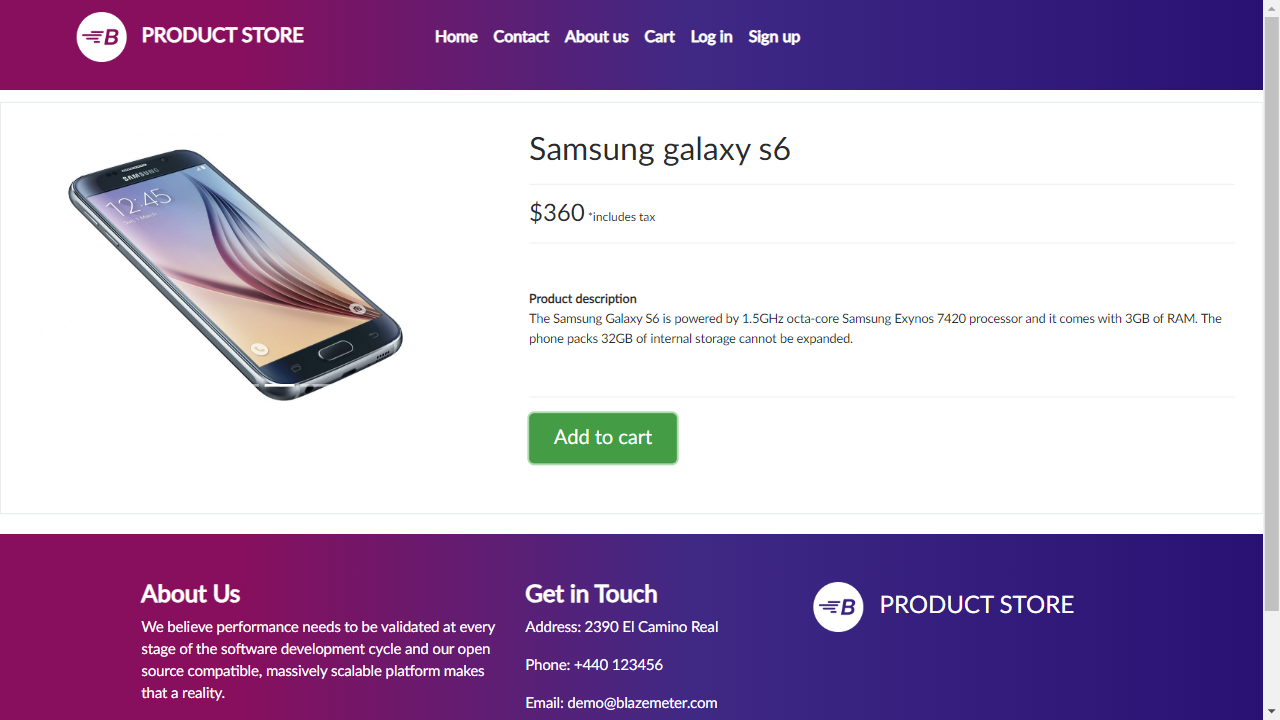 B PRODUCT STORE
Home Contact About us Cart Log in Sign up
SAMSUNG
12:45
Samsung galaxy s6
$360 *includes tax
Product description
The Samsung Galaxy S6 is powered by 1.5GHz octa-core Samsung Exynos 7420 processor and it comes with 3GB of RAM. The
phone packs 32GB of internal storage cannot be expanded.
Add to cart
About Us
We believe performance needs to be validated at every
stage of the software development cycle and our open
source compatible, massively scalable platform makes
that a reality.
Get in Touch
Address: 2390 El Camino Real
Phone: +440 123456
Email: demo@blazemeter.com
B PRODUCT STORE